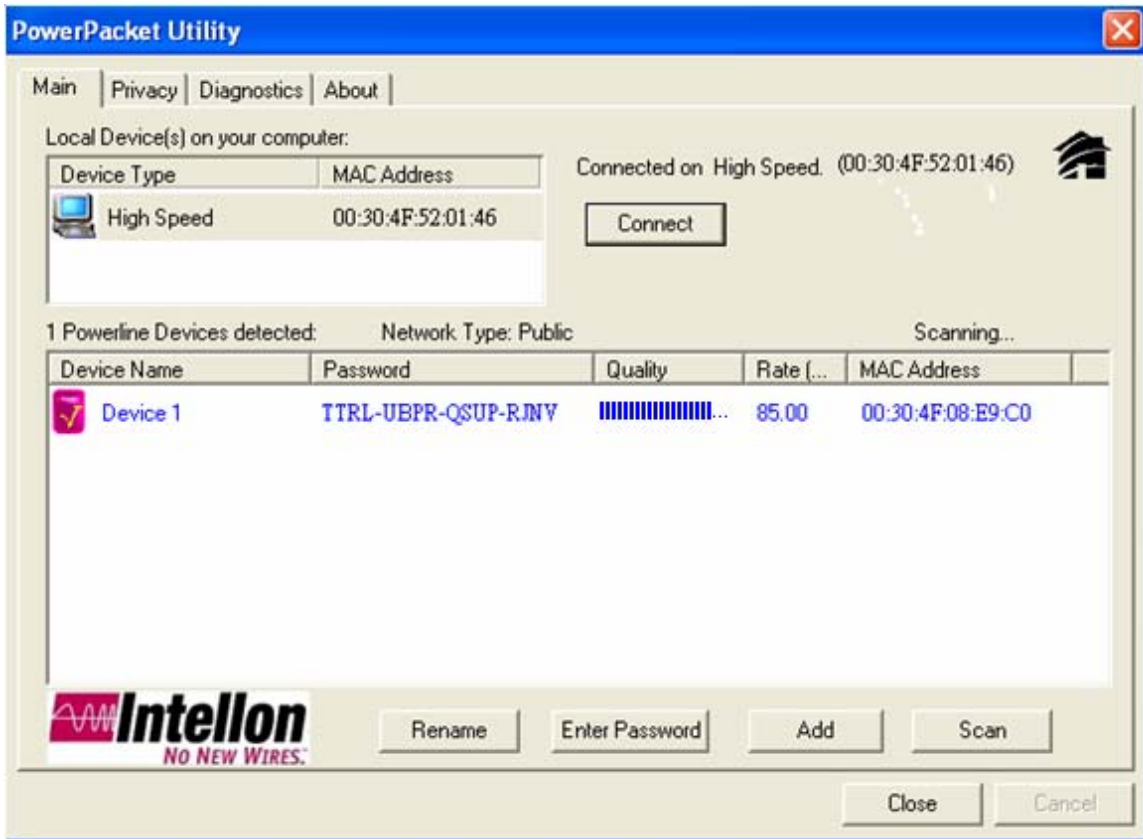 PowerPacket Utility
Main Privacy Diagnostics About
Local Device(s) on your computer:
Device Type MAC Address
High Speed 00:30:4F:52:01:46
Connected on High Speed. (00:30:4F:52:01:46)
Connect
1 Powerline Devices detected: Network Type: Public Scanning...
Device Name Password Quality Rate (... MAC Address
Device 1 TTRL-UBPR-QSUP-RJNV ... 85.00 00:30:4F:08:E9:C0
Intellon
NO NEW WIRES.
Rename Enter Password Add Scan
Close Cancel